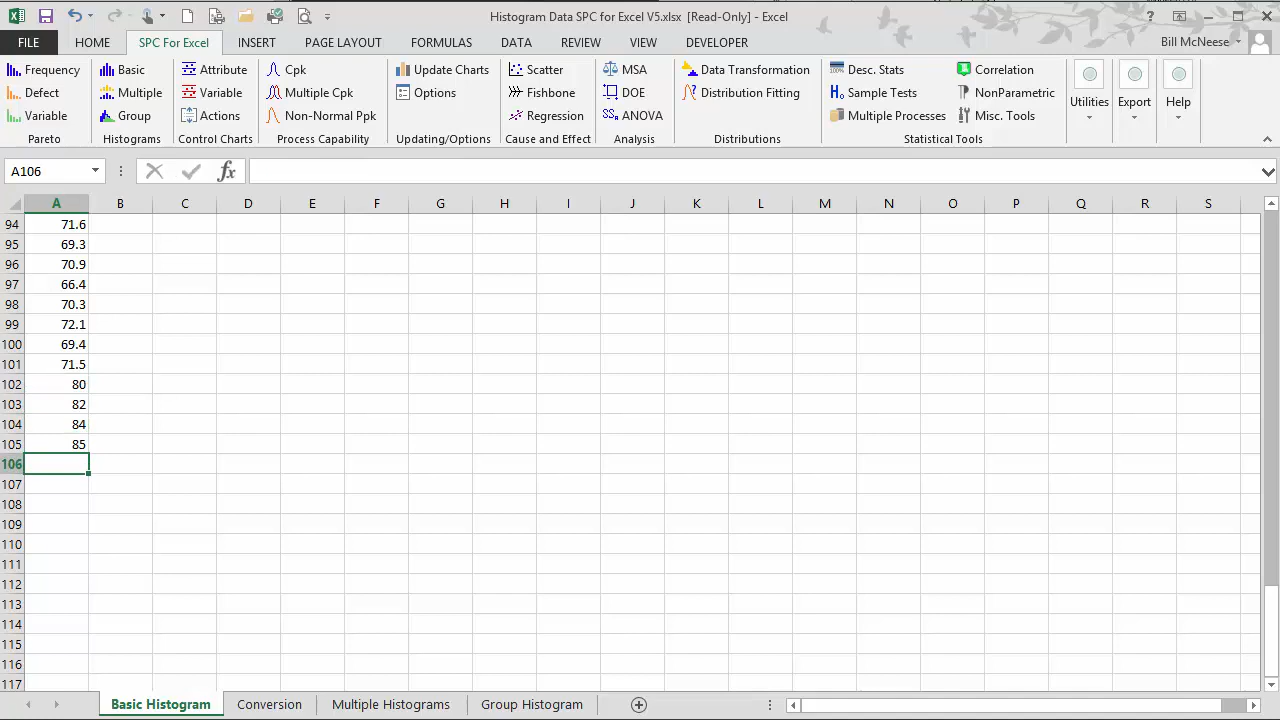 Histogram Data SPC for Excel V5.xlsx [Read-Only] - Excel
FILE HOME SPC For Excel INSERT PAGE LAYOUT FORMULAS DATA REVIEW VIEW DEVELOPER Bill McNeese
Frequency Basic Attribute Cpk Update Charts Scatter MSA Data Transformation Desc. Stats Correlation
Defect Multiple Variable Multiple Cpk Options Fishbone DOE Distribution Fitting Sample Tests NonParametric Utilities Export Help
Variable Group Actions Non-Normal Ppk Regression ANOVA Multiple Processes Misc. Tools
Pareto Histograms Control Charts Process Capability Updating/Options Cause and Effect Analysis Distributions Statistical Tools
A106 fx
A B C D E F G H I J K L M N O P Q R S
94 71.6
95 69.3
96 70.9
97 66.4
98 70.3
99 72.1
100 69.4
101 71.5
102 80
103 82
104 84
105 85
106
107
108
109
110
111
112
113
114
115
116
117
Basic Histogram Conversion Multiple Histograms Group Histogram